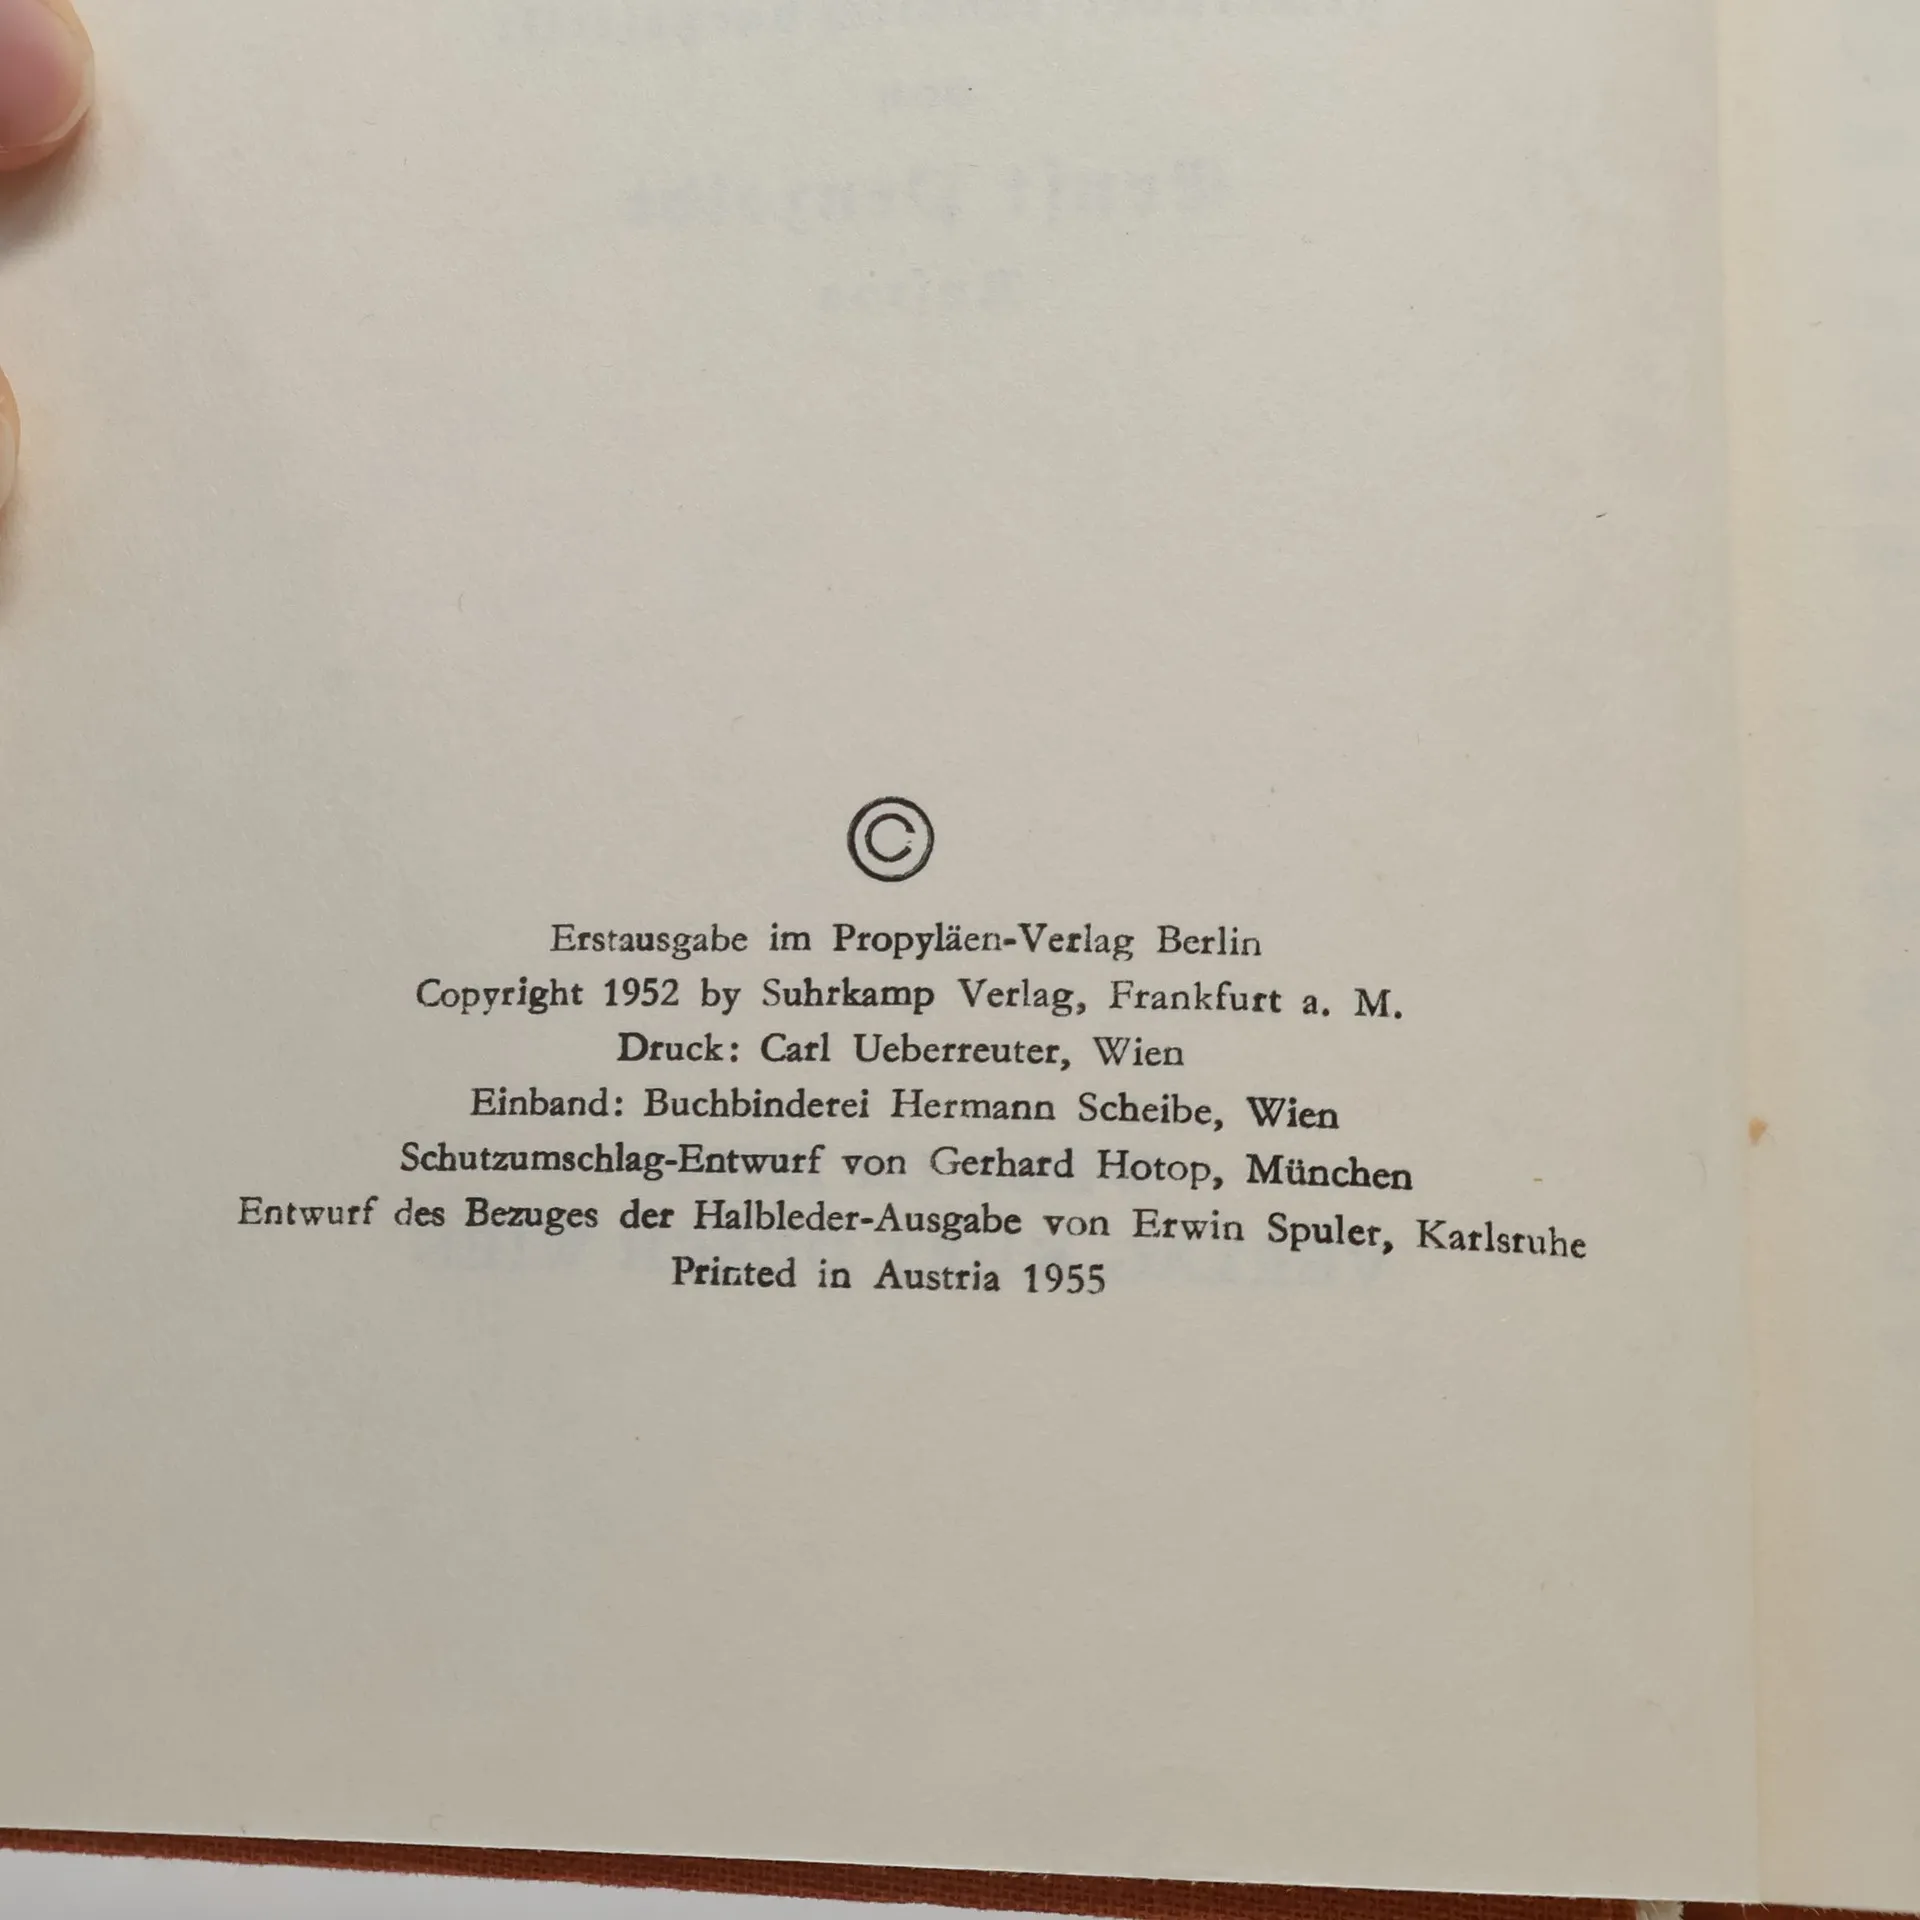 ©
Erstausgabe im Propyläen-Verlag Berlin
Copyright 1952 by Suhrkamp Verlag, Frankfurt a. M.
Druck: Carl Ueberreuter, Wien
Einband: Buchbinderei Hermann Scheibe, Wien
Schutzumschlag-Entwurf von Gerhard Hotop, München
Entwurf des Bezuges der Halbleder-Ausgabe von Erwin Spuler, Karlsruhe
Printed in Austria 1955